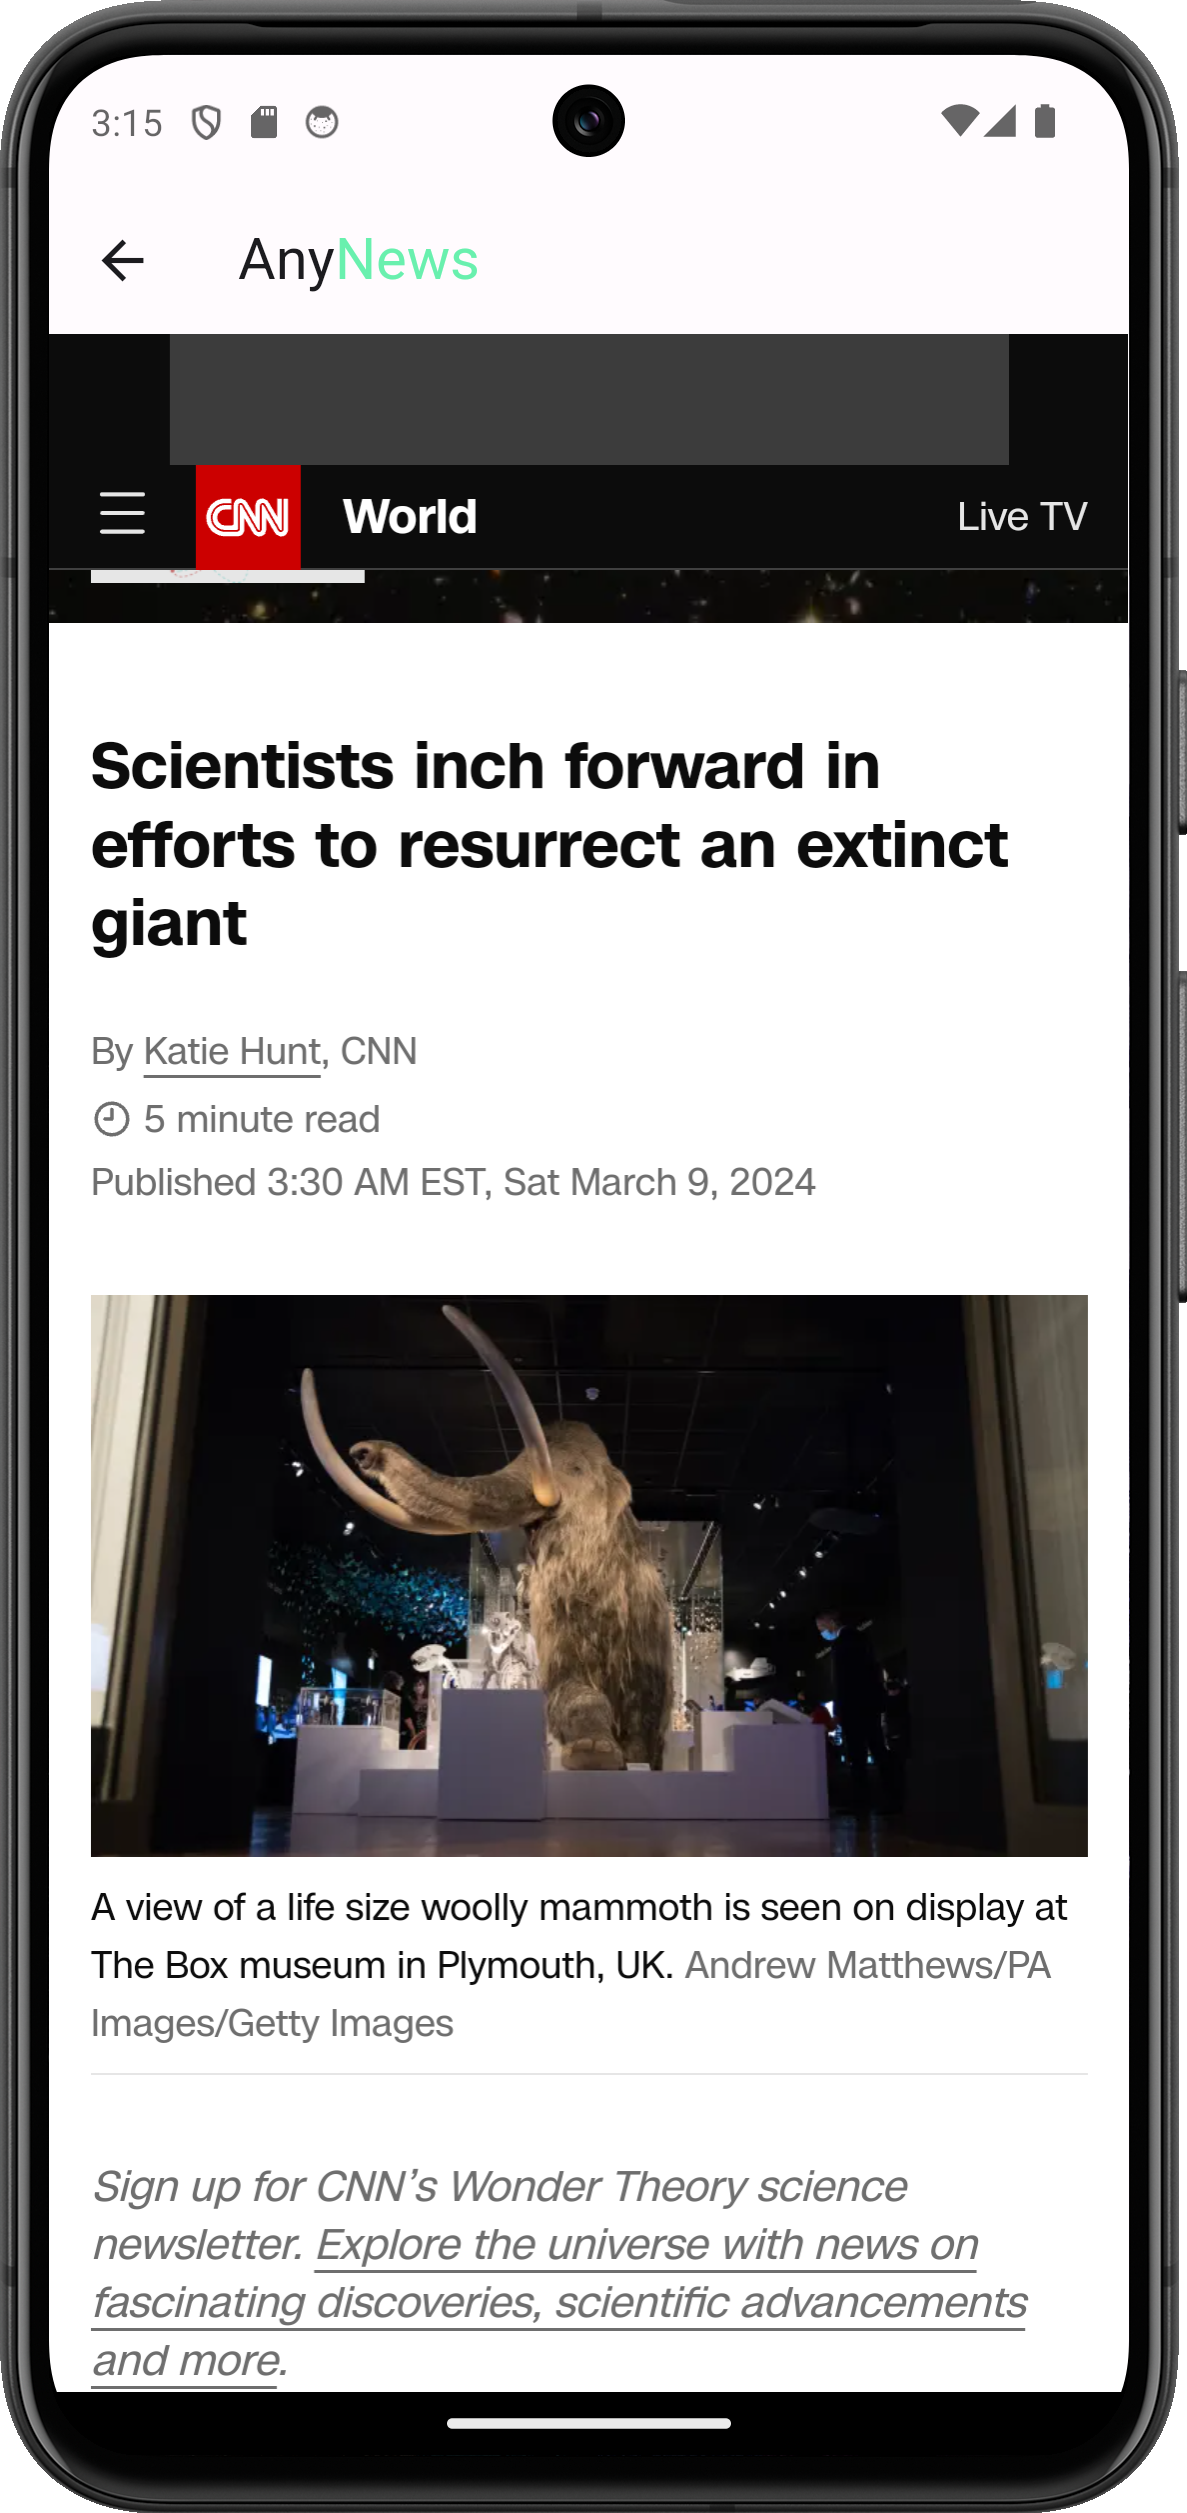 3:15
AnyNews
CNN World Live TV
Scientists inch forward in
efforts to resurrect an extinct
giant
By Katie Hunt, CNN
5 minute read
Published 3:30 AM EST, Sat March 9, 2024
A view of a life size woolly mammoth is seen on display at
The Box museum in Plymouth, UK. Andrew Matthews/PA
Images/Getty Images
Sign up for CNN’s Wonder Theory science
newsletter. Explore the universe with news on
fascinating discoveries, scientific advancements
and more.